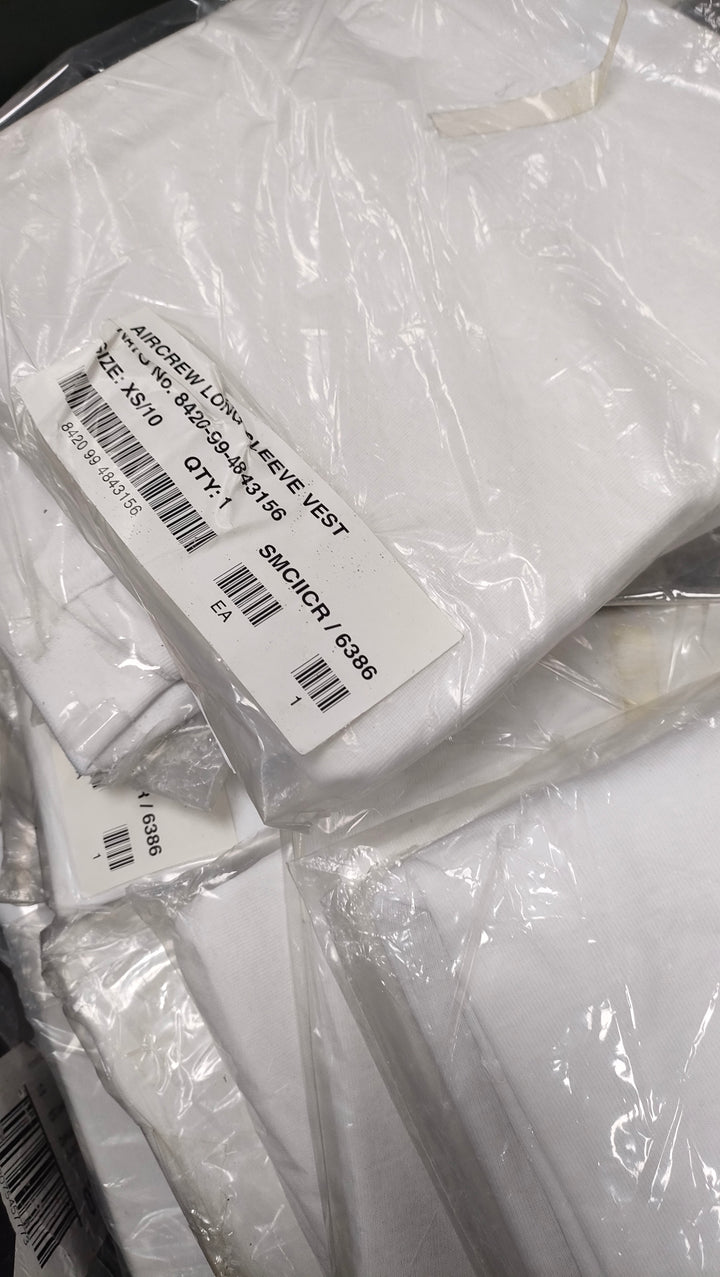 AIRCREW LONG SLEEVE VEST
NATO No. 8420-99-4843156
SIZE: XS/10 QTY: 1
8420 99 4843156
SMCIICR / 6386
EA
1
/ 6386
1